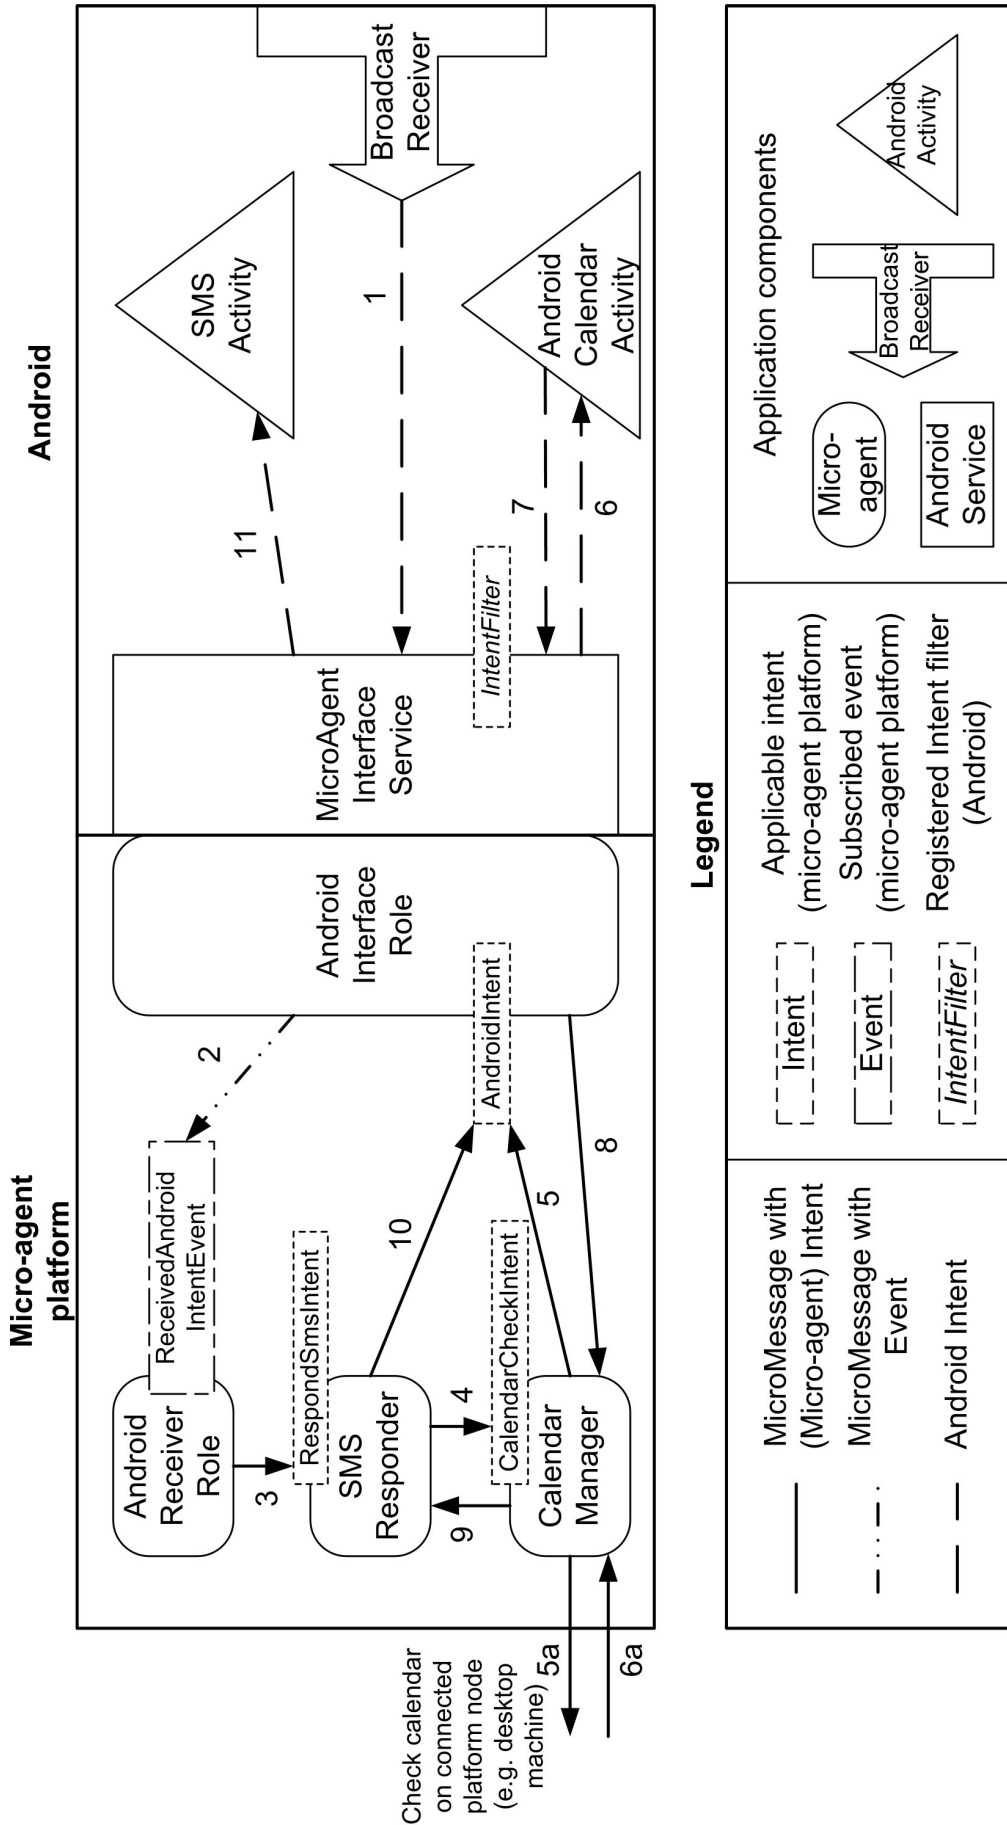 Micro-agent
platform
Android
Android
Receiver
Role
ReceivedAndroid
IntentEvent
2
3
RespondSmsIntent
SMS
Responder
10
4
9
CalendarCheckIntent
Calendar
Manager
5
8
AndroidIntent
Android
Interface
Role
MicroAgent
Interface
Service
IntentFilter
11
SMS
Activity
1
Broadcast
Receiver
7
6
Android
Calendar
Activity
Check calendar
on connected
platform node
(e.g. desktop
machine)
5a
6a
Legend
MicroMessage with
(Micro-agent) Intent
MicroMessage with
Event
Android Intent
Intent
Applicable intent
(micro-agent platform)
Event
Subscribed event
(micro-agent platform)
IntentFilter
Registered Intent filter
(Android)
Application components
Micro-
agent
Android
Service
Broadcast
Receiver
Android
Activity